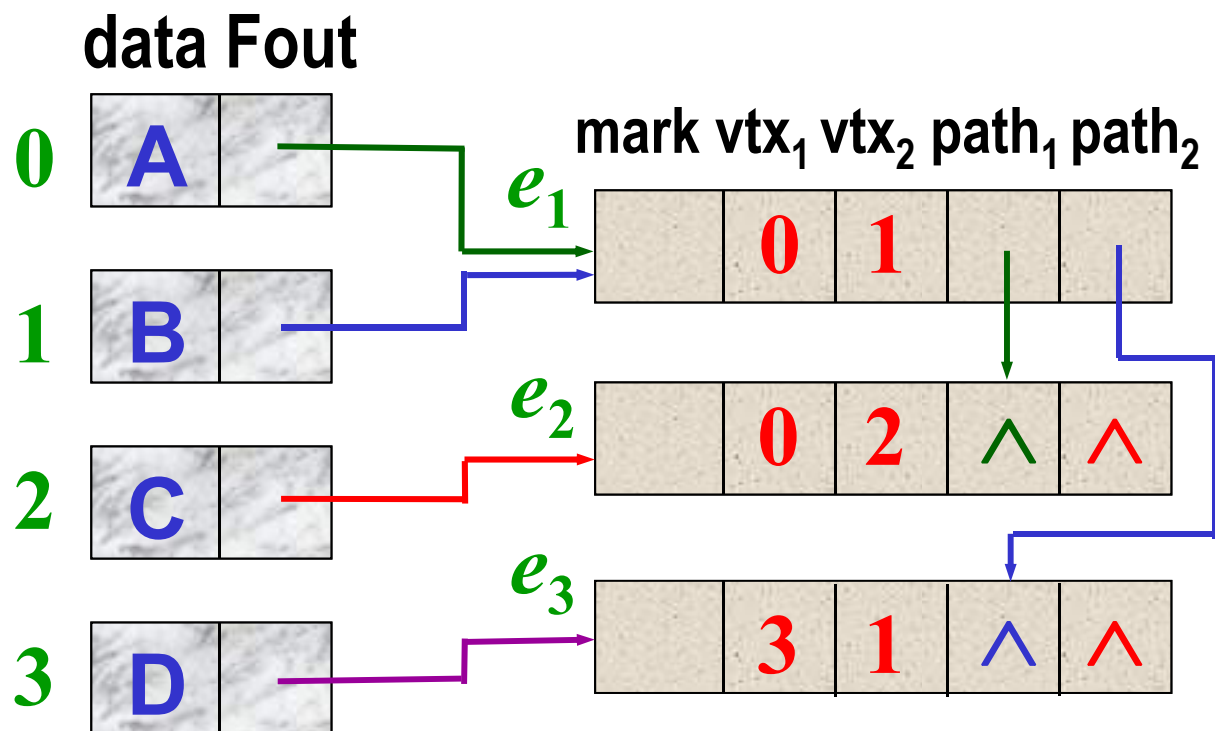 data Fout
mark vtx₁ vtx₂ path₁ path₂
0 A
e₁ 0 1
1 B
e₂ 0 2 ∧ ∧
2 C
e₃ 3 1 ∧ ∧
3 D